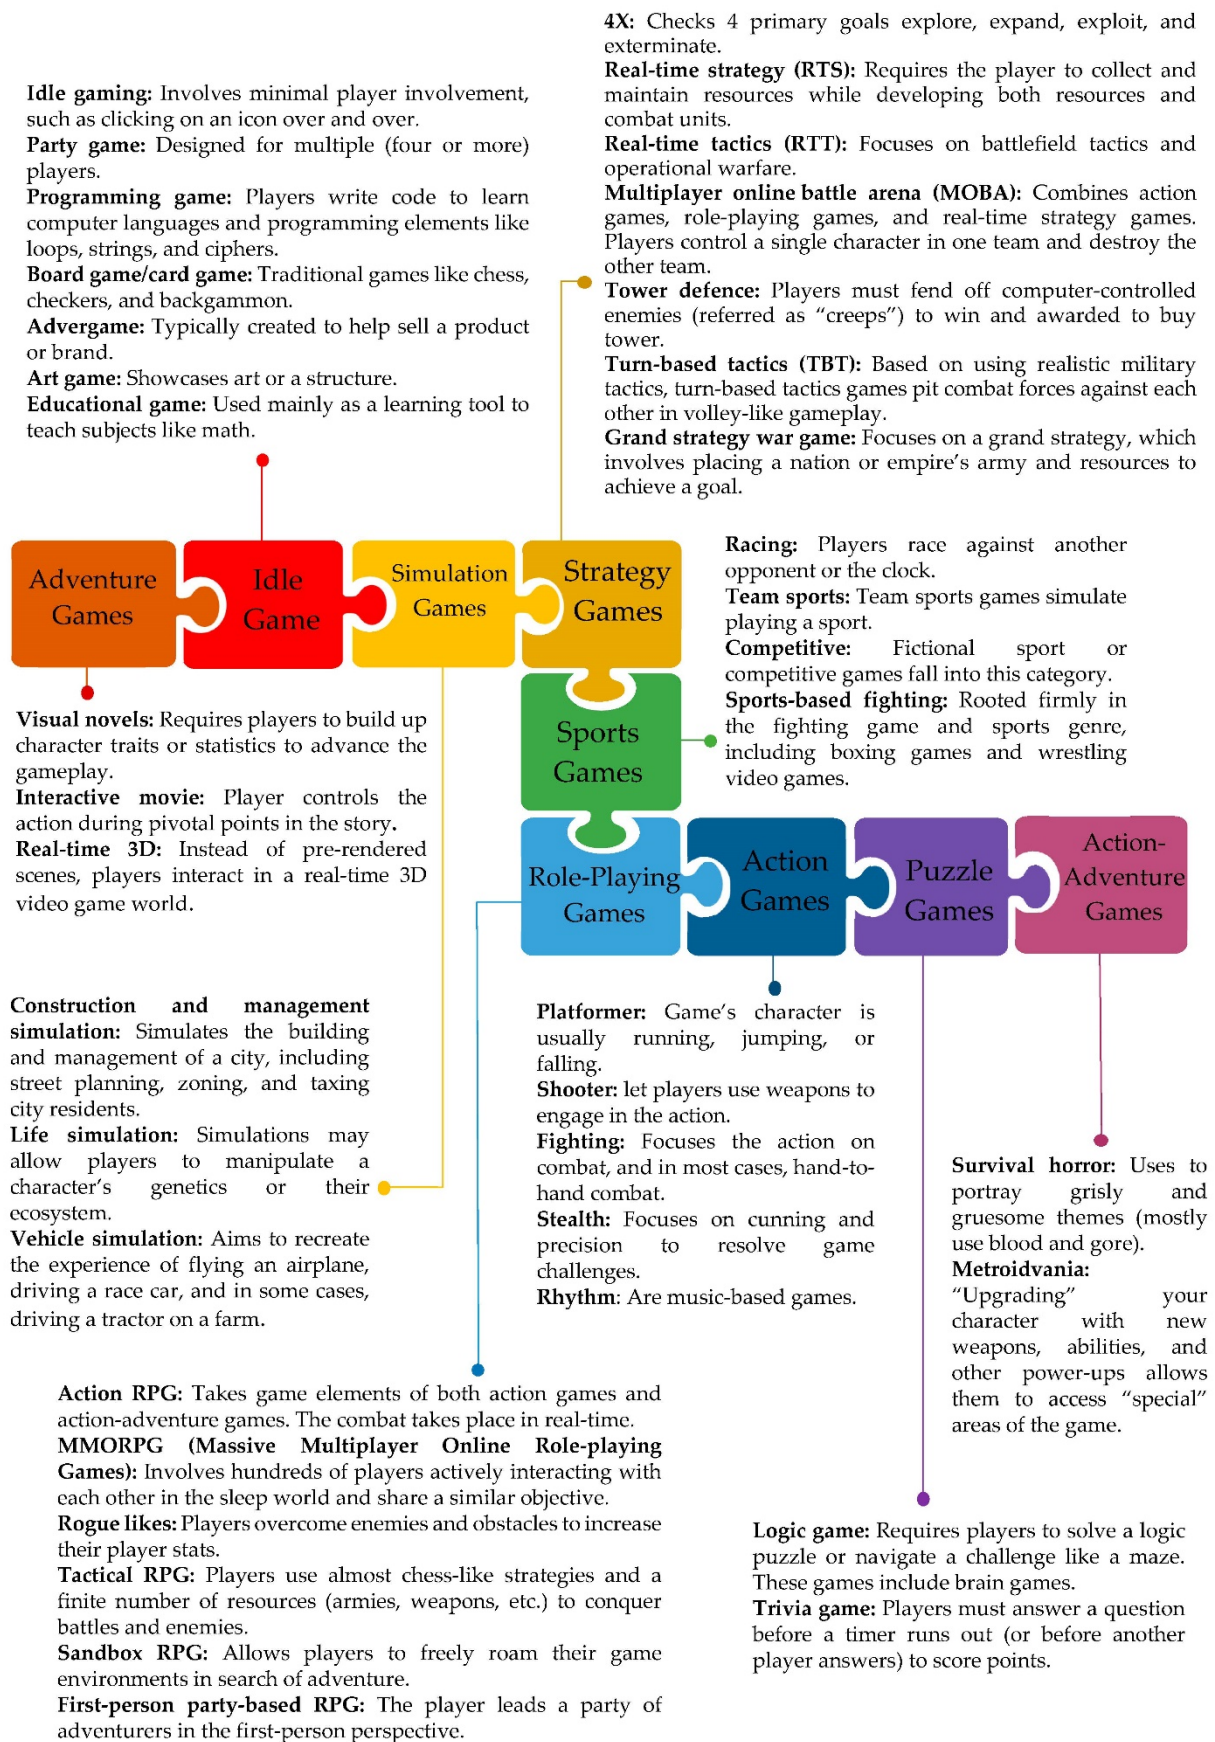 4X: Checks 4 primary goals explore, expand, exploit, and
exterminate.
Real-time strategy (RTS): Requires the player to collect and
maintain resources while developing both resources and
combat units.
Real-time tactics (RTT): Focuses on battlefield tactics and
operational warfare.
Multiplayer online battle arena (MOBA): Combines action
games, role-playing games, and real-time strategy games.
Players control a single character in one team and destroy the
other team.
Tower defence: Players must fend off computer-controlled
enemies (referred as “creeps”) to win and awarded to buy
tower.
Turn-based tactics (TBT): Based on using realistic military
tactics, turn-based tactics games pit combat forces against each
other in volley-like gameplay.
Grand strategy war game: Focuses on a grand strategy, which
involves placing a nation or empire’s army and resources to
achieve a goal.
Idle gaming: Involves minimal player involvement,
such as clicking on an icon over and over.
Party game: Designed for multiple (four or more)
players.
Programming game: Players write code to learn
computer languages and programming elements like
loops, strings, and ciphers.
Board game/card game: Traditional games like chess,
checkers, and backgammon.
Advergame: Typically created to help sell a product
or brand.
Art game: Showcases art or a structure.
Educational game: Used mainly as a learning tool to
teach subjects like math.
Adventure
Games
Idle
Game
Simulation
Games
Strategy
Games
Racing: Players race against another
opponent or the clock.
Team sports: Team sports games simulate
playing a sport.
Competitive: Fictional sport or
competitive games fall into this category.
Sports-based fighting: Rooted firmly in
the fighting game and sports genre,
including boxing games and wrestling
video games.
Sports
Games
Visual novels: Requires players to build up
character traits or statistics to advance the
gameplay.
Interactive movie: Player controls the
action during pivotal points in the story.
Real-time 3D: Instead of pre-rendered
scenes, players interact in a real-time 3D
video game world.
Role-Playing
Games
Action
Games
Puzzle
Games
Action-
Adventure
Games
Construction and management
simulation: Simulates the building
and management of a city, including
street planning, zoning, and taxing
city residents.
Life simulation: Simulations may
allow players to manipulate a
character’s genetics or their
ecosystem.
Vehicle simulation: Aims to recreate
the experience of flying an airplane,
driving a race car, and in some cases,
driving a tractor on a farm.
Platformer: Game’s character is
usually running, jumping, or
falling.
Shooter: let players use weapons to
engage in the action.
Fighting: Focuses the action on
combat, and in most cases, hand-to-
hand combat.
Stealth: Focuses on cunning and
precision to resolve game
challenges.
Rhythm: Are music-based games.
Survival horror: Uses to
portray grisly and
gruesome themes (mostly
use blood and gore).
Metroidvania:
“Upgrading” your
character with new
weapons, abilities, and
other power-ups allows
them to access “special”
areas of the game.
Action RPG: Takes game elements of both action games and
action-adventure games. The combat takes place in real-time.
MMORPG (Massive Multiplayer Online Role-playing
Games): Involves hundreds of players actively interacting with
each other in the sleep world and share a similar objective.
Rogue likes: Players overcome enemies and obstacles to increase
their player stats.
Tactical RPG: Players use almost chess-like strategies and a
finite number of resources (armies, weapons, etc.) to conquer
battles and enemies.
Sandbox RPG: Allows players to freely roam their game
environments in search of adventure.
First-person party-based RPG: The player leads a party of
adventurers in the first-person perspective.
Logic game: Requires players to solve a logic
puzzle or navigate a challenge like a maze.
These games include brain games.
Trivia game: Players must answer a question
before a timer runs out (or before another
player answers) to score points.